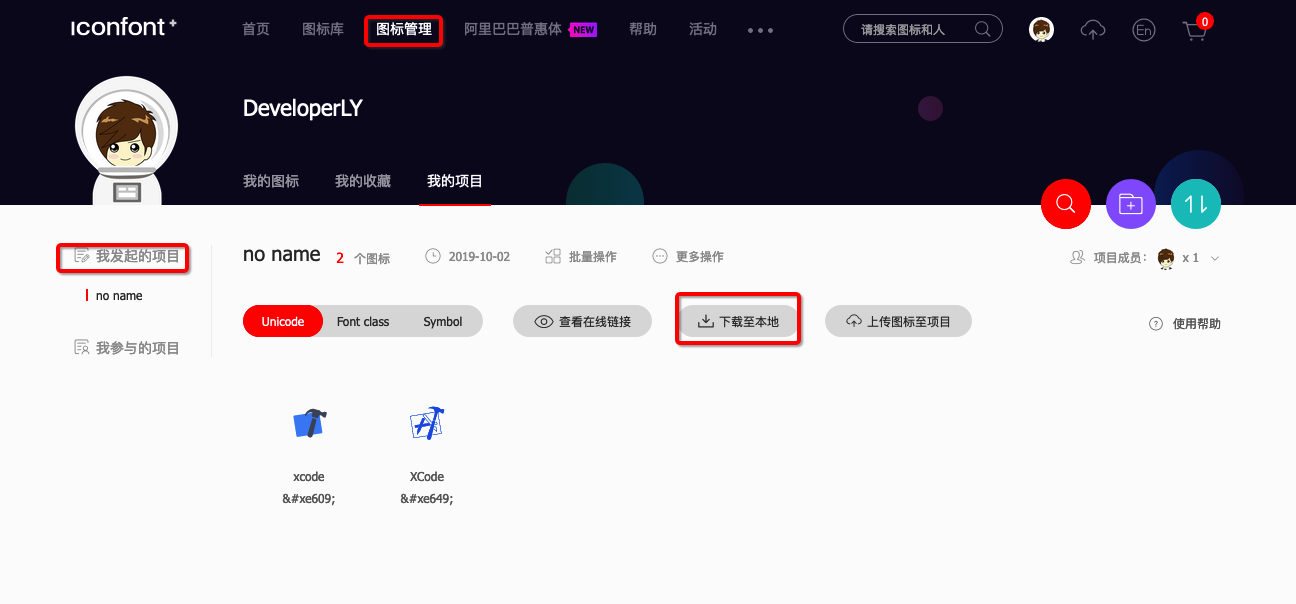 iconfont+
首页 图标库 图标管理 阿里巴巴普惠体 NEW 帮助 活动 ••• 请搜索图标和人 En 0
DeveloperLY
我的图标 我的收藏 我的项目
我发起的项目
no name
我参与的项目
no name 2 个图标 2019-10-02 批量操作 更多操作 项目成员： x 1
Unicode Font class Symbol 查看在线链接 下载至本地 上传图标至项目 使用帮助
xcode XCode
&#xe609; &#xe649;